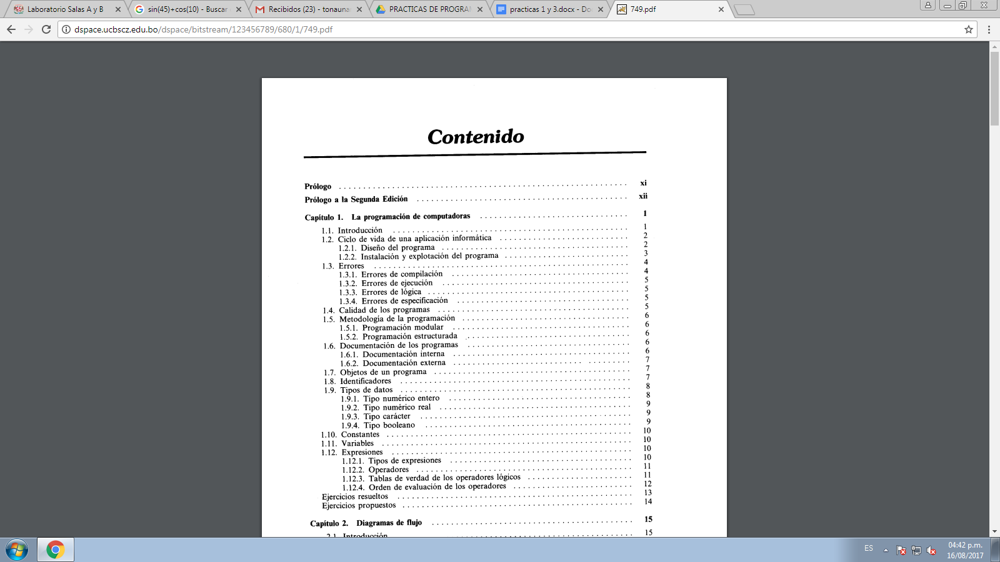 Laboratorio Salas A y B
sin(45)+cos(10) - Buscar
Recibidos (23) - tonauna
PRACTICAS DE PROGRAM
practicas 1 y 3.docx - Do
749.pdf
dspace.ucbscz.edu.bo/dspace/bitstream/123456789/680/1/749.pdf
Contenido
Prólogo . . . . . xi
Prólogo a la Segunda Edición . . . . . xii
Capítulo 1. La programación de computadoras . . . . . 1
1.1. Introducción . . . . . 1
1.2. Ciclo de vida de una aplicación informática . . . . . 2
1.2.1. Diseño del programa . . . . . 2
1.2.2. Instalación y explotación del programa . . . . . 3
1.3. Errores . . . . . 4
1.3.1. Errores de compilación . . . . . 4
1.3.2. Errores de ejecución . . . . . 5
1.3.3. Errores de lógica . . . . . 5
1.3.4. Errores de especificación . . . . . 5
1.4. Calidad de los programas . . . . . 5
1.5. Metodología de la programación . . . . . 6
1.5.1. Programación modular . . . . . 6
1.5.2. Programación estructurada . . . . . 6
1.6. Documentación de los programas . . . . . 6
1.6.1. Documentación interna . . . . . 6
1.6.2. Documentación externa . . . . . 7
1.7. Objetos de un programa . . . . . 7
1.8. Identificadores . . . . . 7
1.9. Tipos de datos . . . . . 8
1.9.1. Tipo numérico entero . . . . . 8
1.9.2. Tipo numérico real . . . . . 9
1.9.3. Tipo carácter . . . . . 9
1.9.4. Tipo booleano . . . . . 9
1.10. Constantes . . . . . 10
1.11. Variables . . . . . 10
1.12. Expresiones . . . . . 10
1.12.1. Tipos de expresiones . . . . . 10
1.12.2. Operadores . . . . . 11
1.12.3. Tablas de verdad de los operadores lógicos . . . . . 11
1.12.4. Orden de evaluación de los operadores . . . . . 12
Ejercicios resueltos . . . . . 13
Ejercicios propuestos . . . . . 14
Capítulo 2. Diagramas de flujo . . . . . 15
2.1. Introducción . . . . . 15
ES
04:42 p.m.
16/08/2017